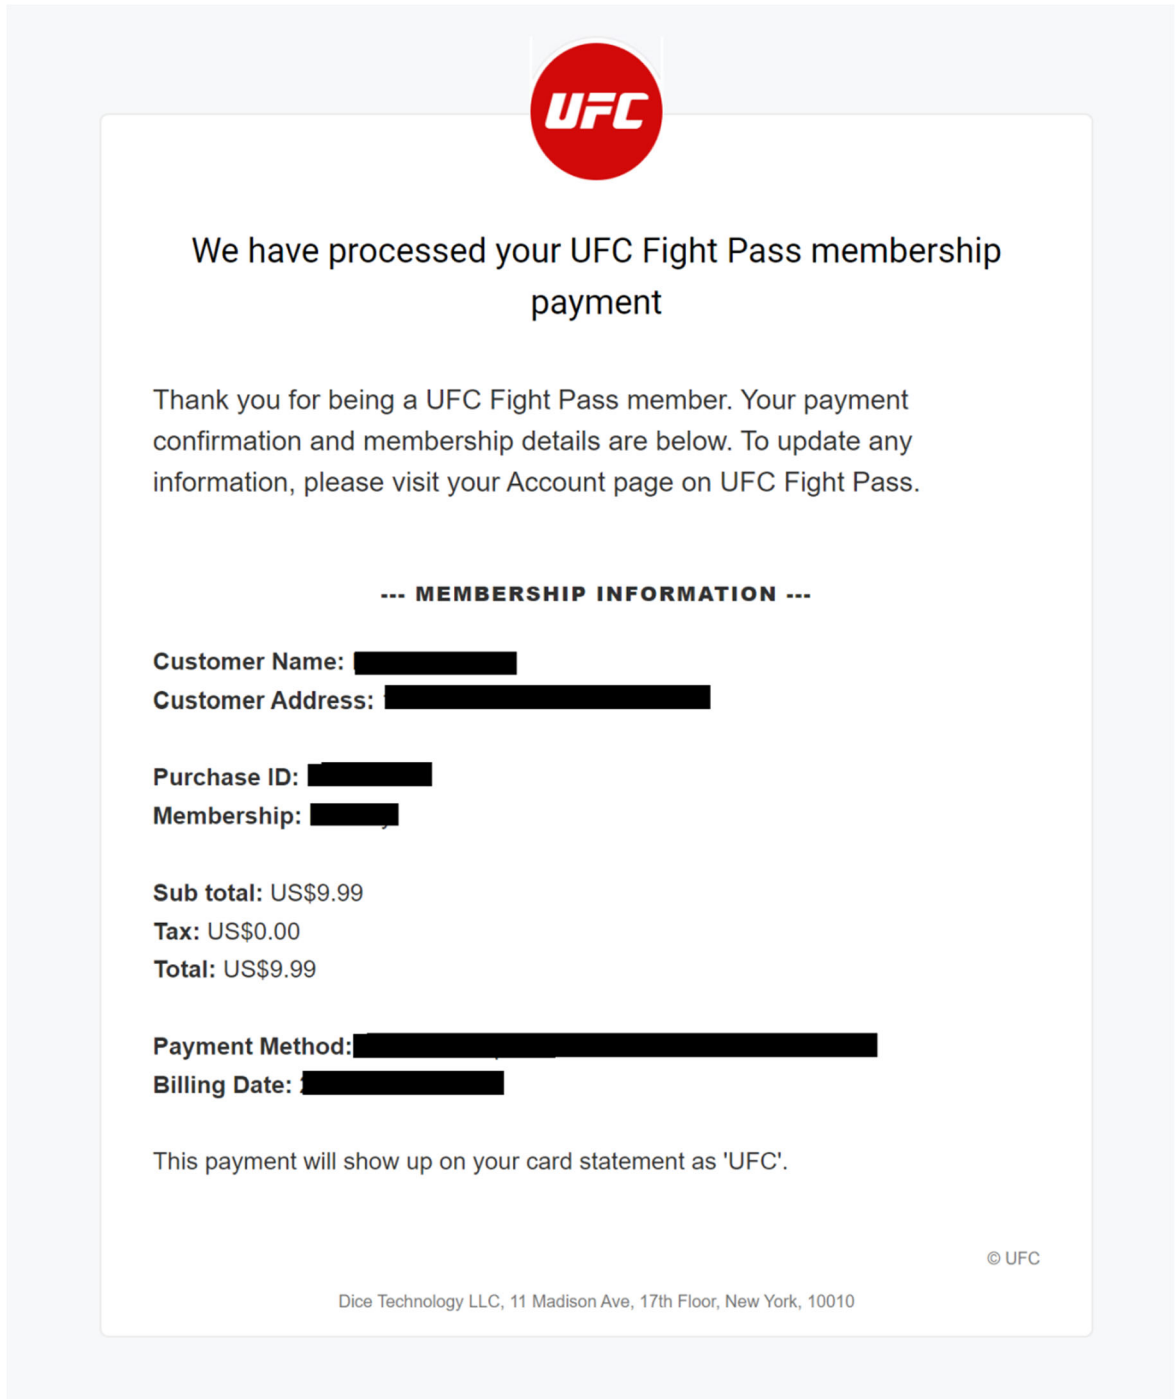 UFC
We have processed your UFC Fight Pass membership
payment
Thank you for being a UFC Fight Pass member. Your payment
confirmation and membership details are below. To update any
information, please visit your Account page on UFC Fight Pass.
--- MEMBERSHIP INFORMATION ---
Customer Name:
Customer Address:
Purchase ID:
Membership:
Sub total: US$9.99
Tax: US$0.00
Total: US$9.99
Payment Method:
Billing Date:
This payment will show up on your card statement as 'UFC'.
© UFC
Dice Technology LLC, 11 Madison Ave, 17th Floor, New York, 10010